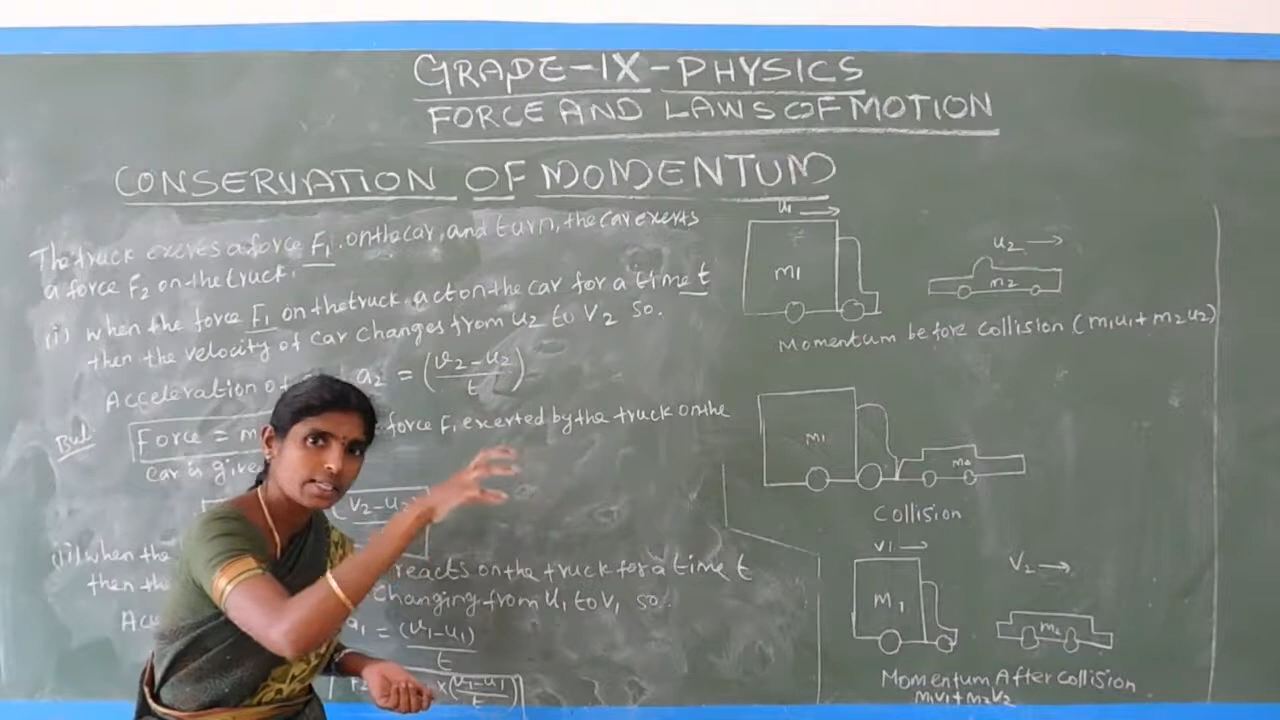 GRADE-IX-PHYSICS
FORCE AND LAWS OF MOTION
CONSERVATION OF MOMENTUM
The truck exerts a force F₁. on the car, and turn, the car exerts
a force F₂ on the truck.
(i) when the force F₁ on the truck. act on the car for a time t
then the velocity of car changes from u₂ to v₂ so.
Acceleration of a₂ = (v₂-u₂/t)
But Force = m force F₁ exerted by the truck on the
car is give
(v₂-u₂
(ii) when the reacts on the truck for a time t
then the changing from u₁ to v₁ so.
Ac a₁ = (v₁-u₁)/t
F₂ x(v₁-u₁/t)
u₁
m₁
u₂
m₂
Momentum before collision (m₁u₁+m₂u₂)
m₁
m₂
Collision
v₁
M₁
V₂
m₂
Momentum After collision
m₁v₁+m₂v₂